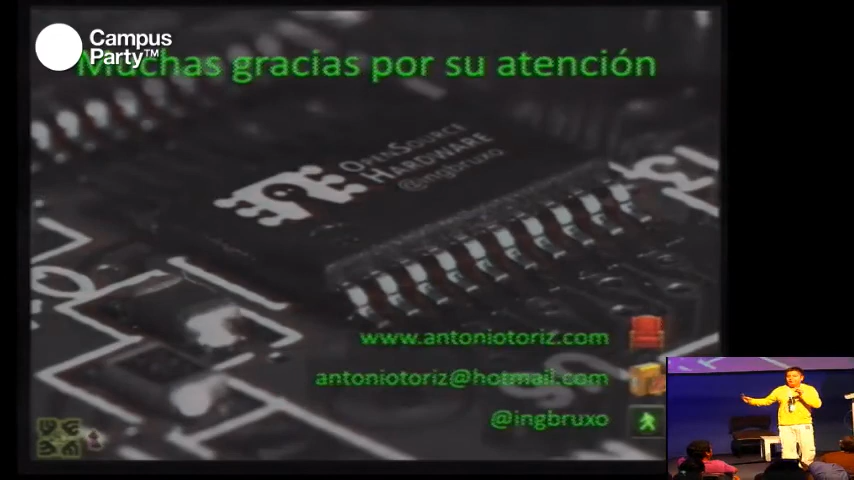 Campus
Party™
Muchas gracias por su atención
OPENSOURCE
HARDWARE
@ingbruxo
www.antoniotoriz.com
antoniotoriz@hotmail.com
@ingbruxo